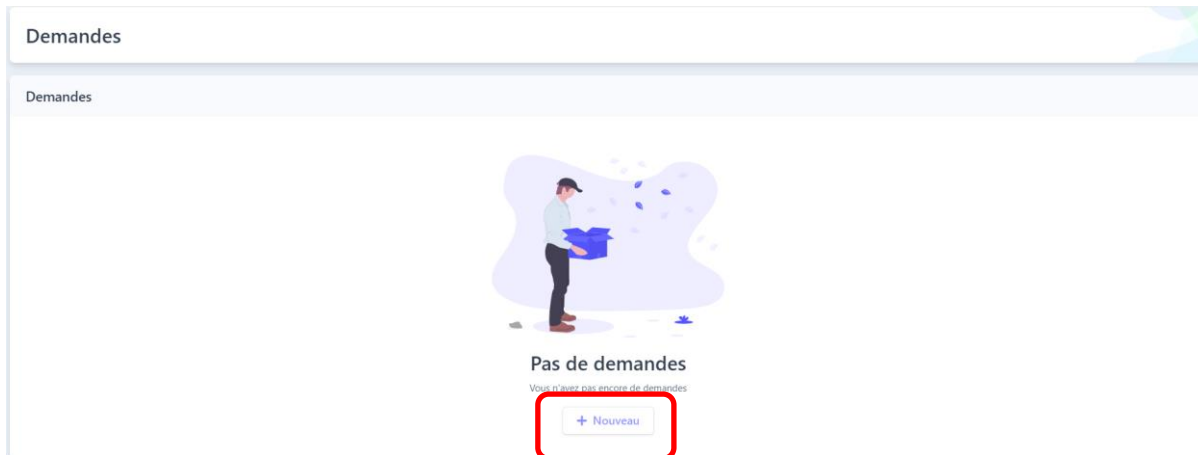 Demandes
Demandes
Pas de demandes
Vous n'avez pas encore de demandes
+ Nouveau